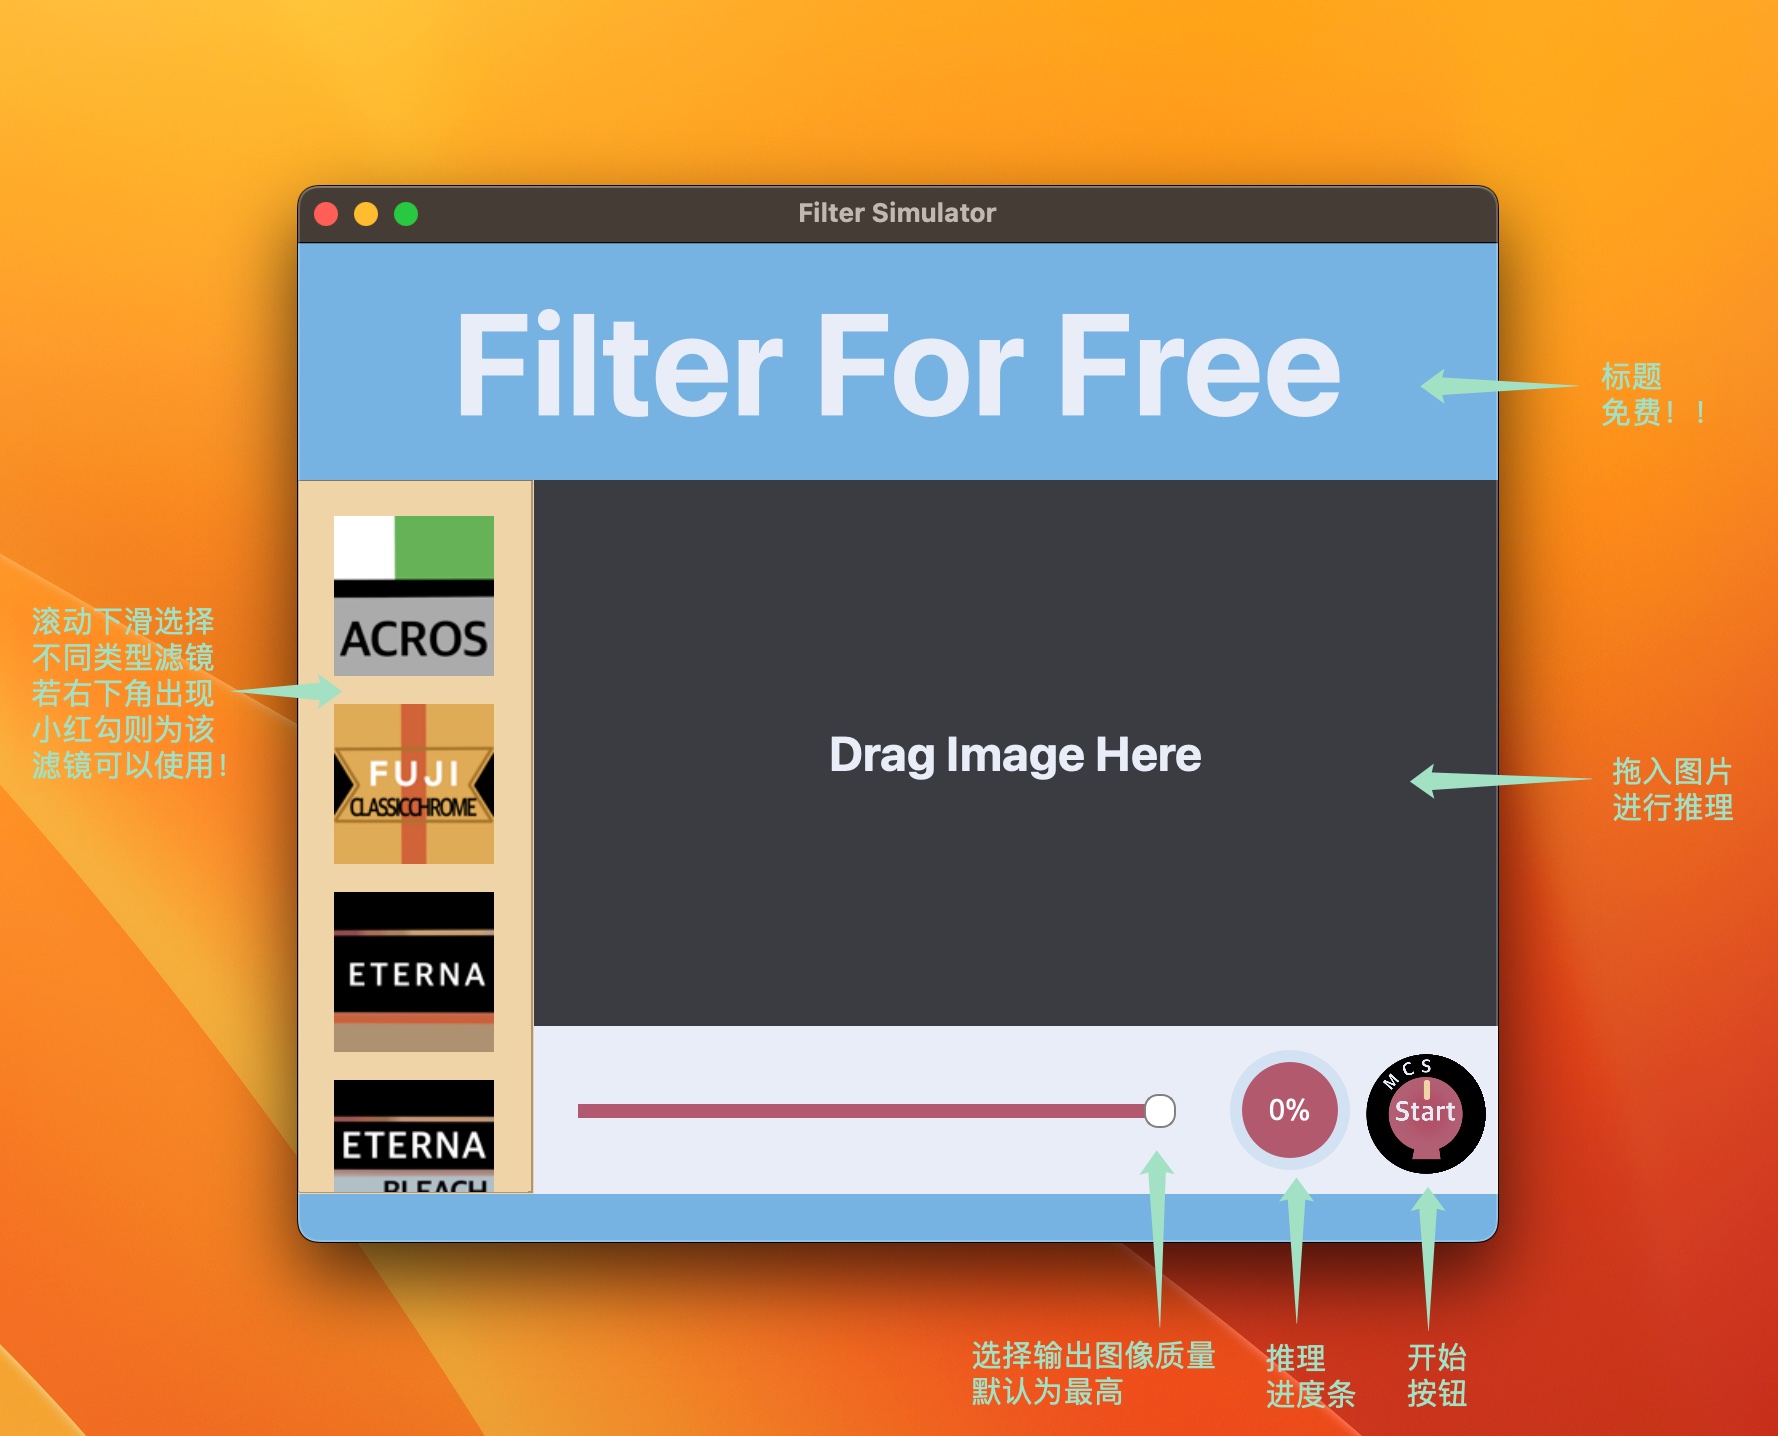 Filter Simulator
Filter For Free
标题
免费！！
ACROS
FUJI
CLASSICCHROME
ETERNA
ETERNA
BLEACH
滚动下滑选择
不同类型滤镜
若右下角出现
小红勾则为该
滤镜可以使用！
Drag Image Here
拖入图片
进行推理
0%
MCS
Start
选择输出图像质量
默认为最高
推理
进度条
开始
按钮